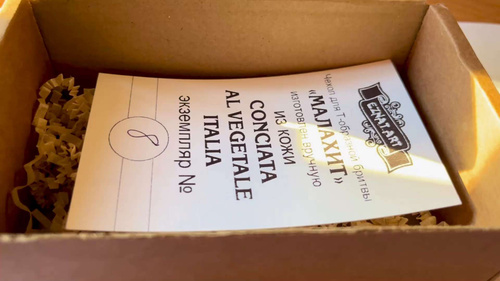 Чехол для Т-образной бритвы
«МАЛАХИТ»
изготовлен вручную
ИЗ КОЖИ
CONCIATA
AL VEGETALE
ITALIA
экземпляр №
8